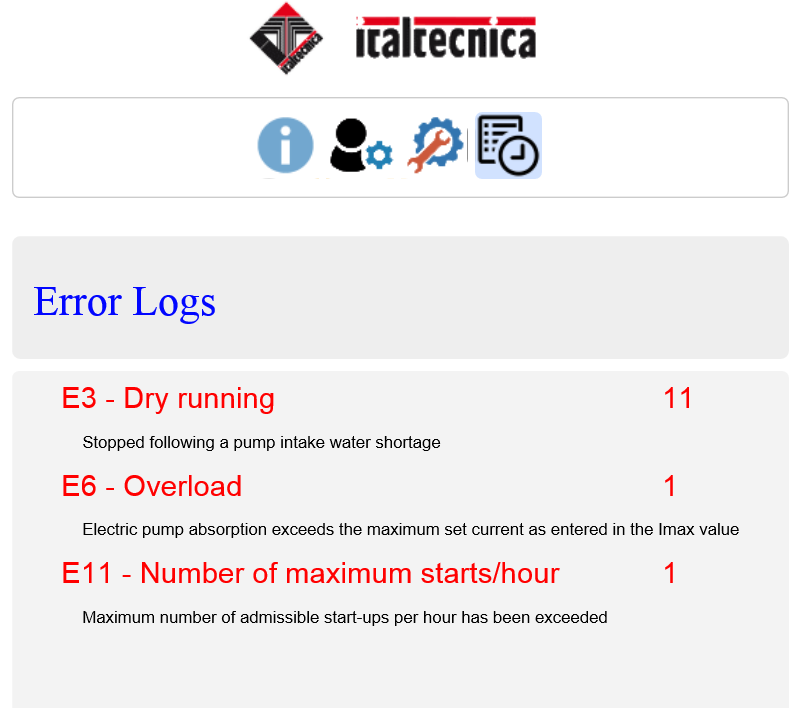 italtecnica
italtecnica
Error Logs
E3 - Dry running 11
Stopped following a pump intake water shortage
E6 - Overload 1
Electric pump absorption exceeds the maximum set current as entered in the Imax value
E11 - Number of maximum starts/hour 1
Maximum number of admissible start-ups per hour has been exceeded